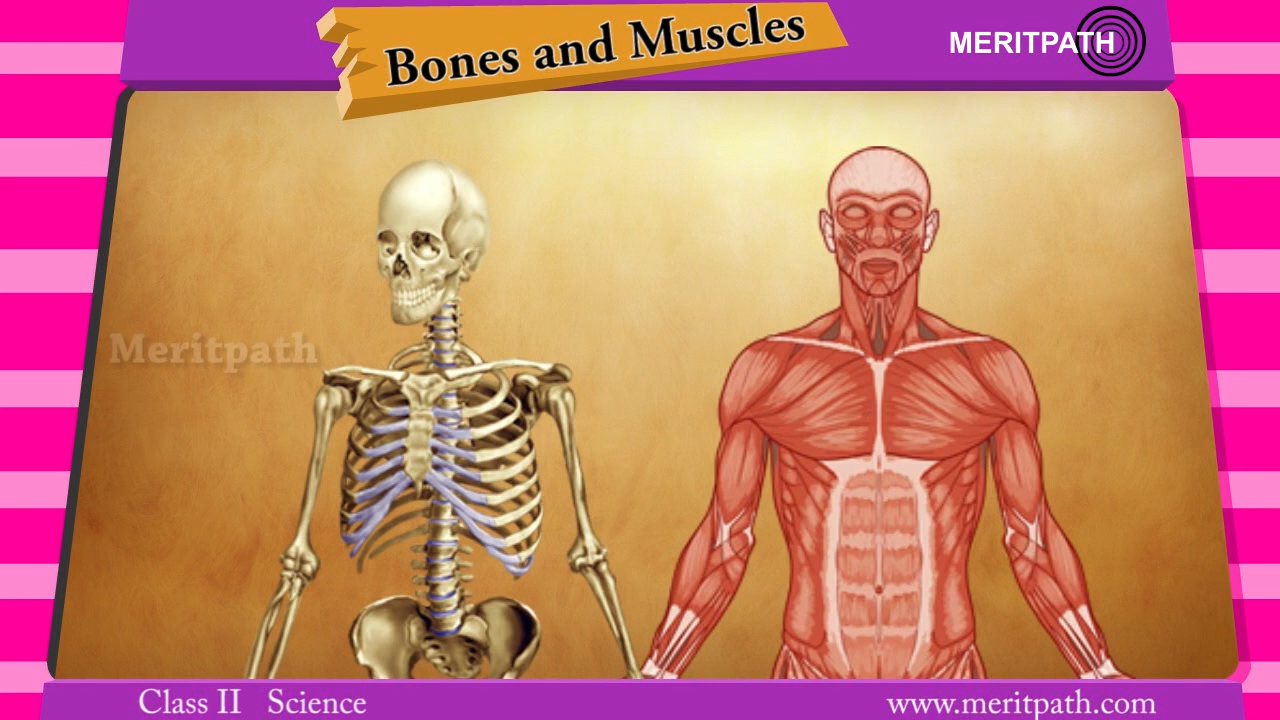 Bones and Muscles
MERITPATH
Meritpath
Class II Science
www.meritpath.com